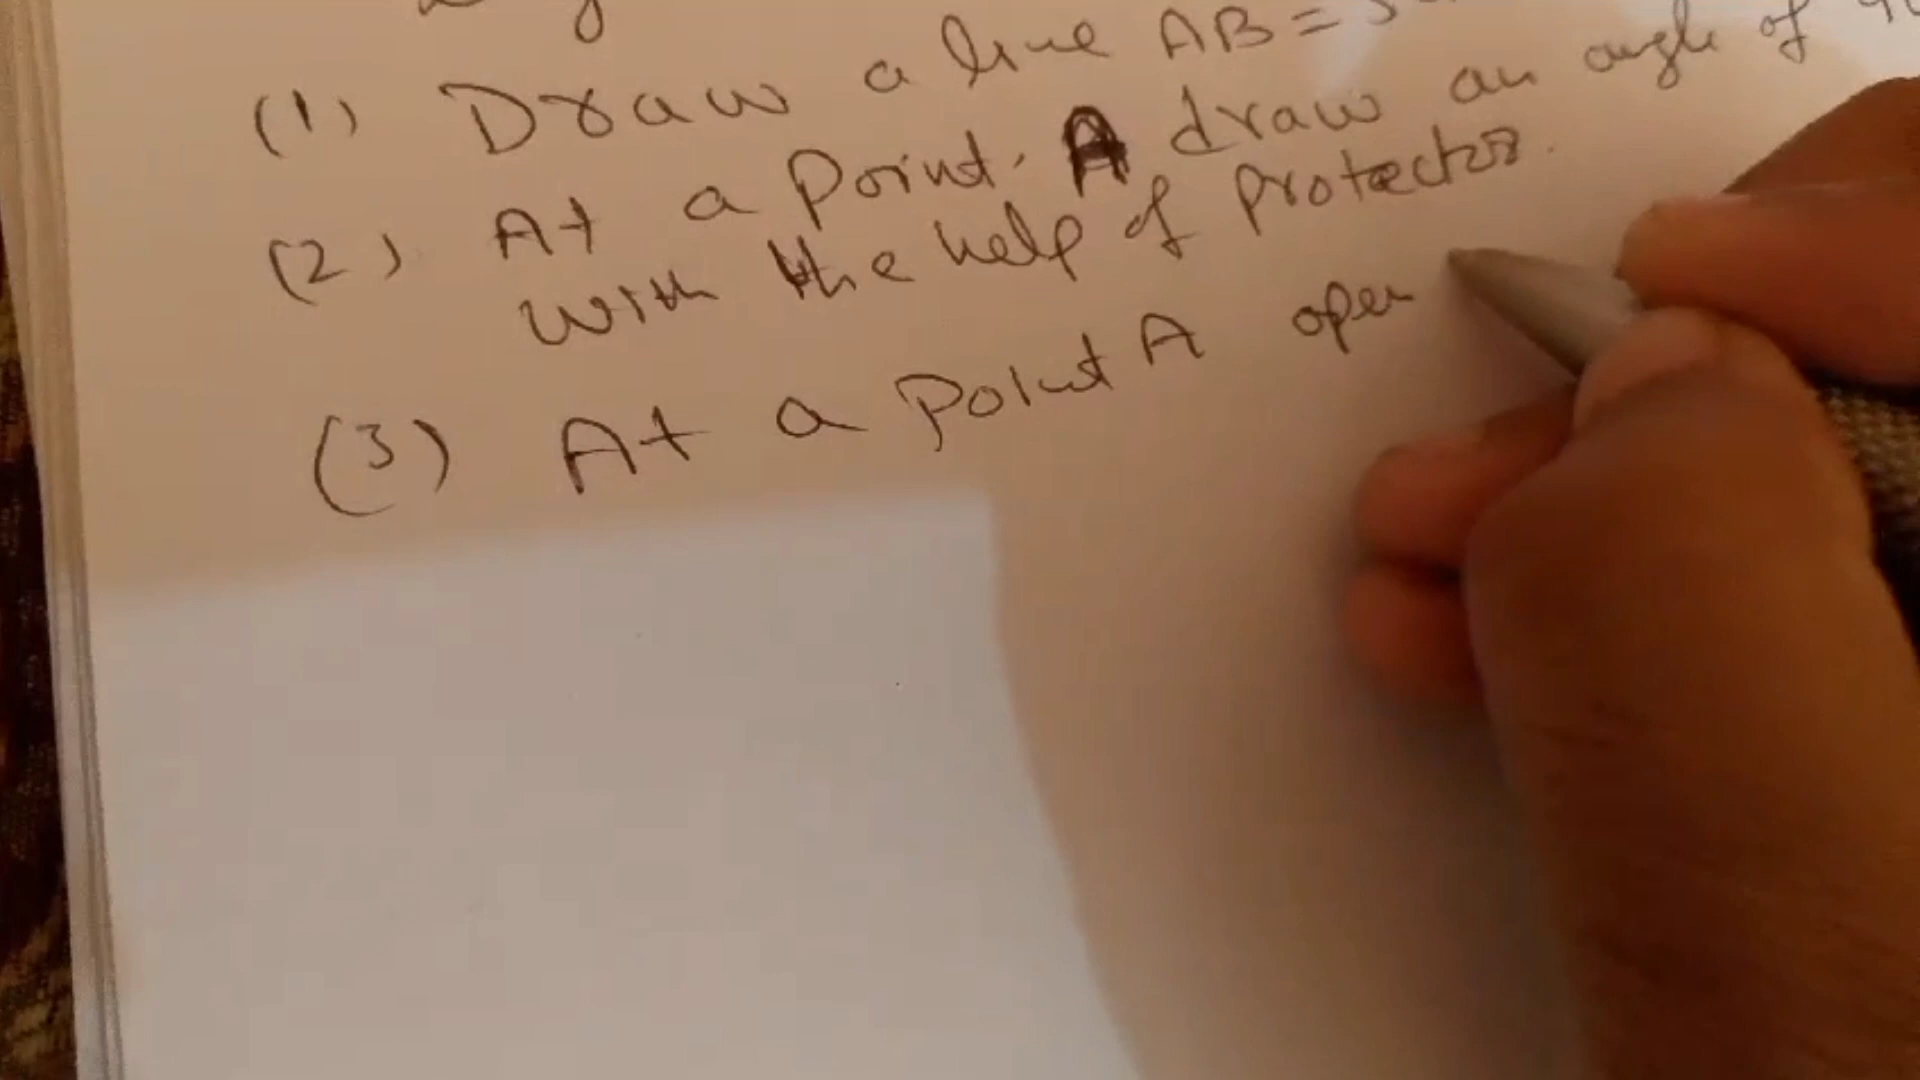 (1) Draw a line AB =
(2) At a point. A draw an angle of
with the help of Protector.
(3) At a Point A open